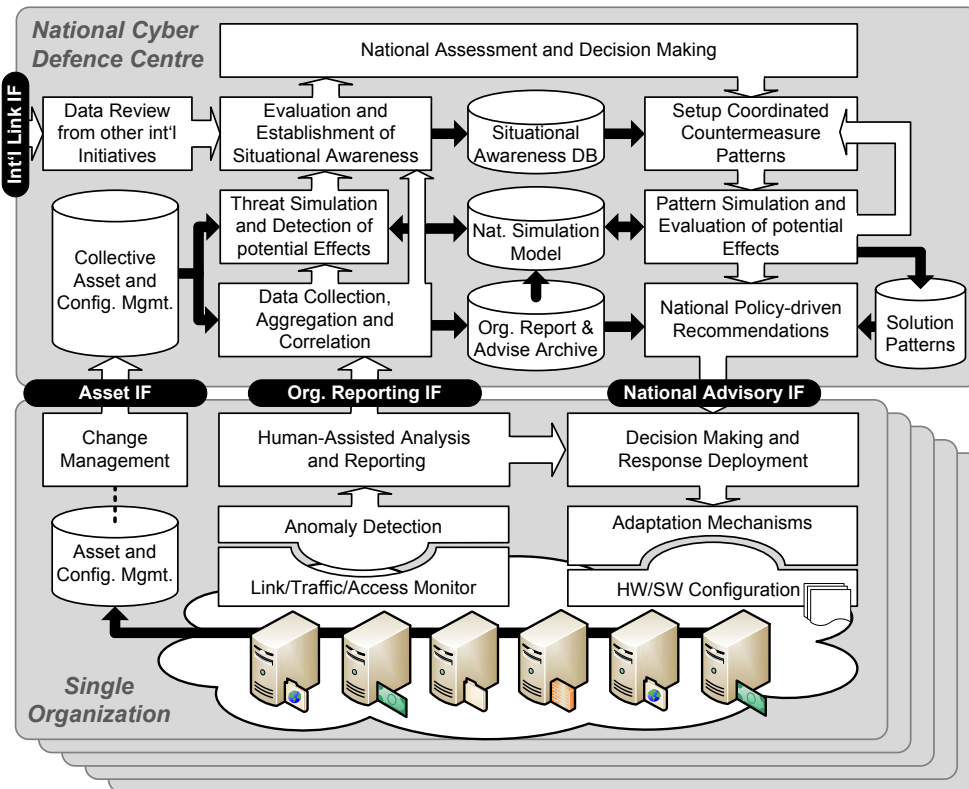 National Cyber
Defence Centre
National Assessment and Decision Making
Int'l Link IF
Data Review
from other int'l
Initiatives
Evaluation and
Establishment of
Situational Awareness
Situational
Awareness DB
Setup Coordinated
Countermeasure
Patterns
Collective
Asset and
Config. Mgmt.
Threat Simulation
and Detection of
potential Effects
Nat. Simulation
Model
Pattern Simulation and
Evaluation of potential
Effects
Data Collection,
Aggregation and
Correlation
Org. Report &
Advise Archive
National Policy-driven
Recommendations
Solution
Patterns
Asset IF
Org. Reporting IF
National Advisory IF
Change
Management
Human-Assisted Analysis
and Reporting
Decision Making and
Response Deployment
Asset and
Config. Mgmt.
Anomaly Detection
Adaptation Mechanisms
Link/Traffic/Access Monitor
HW/SW Configuration
Single
Organization